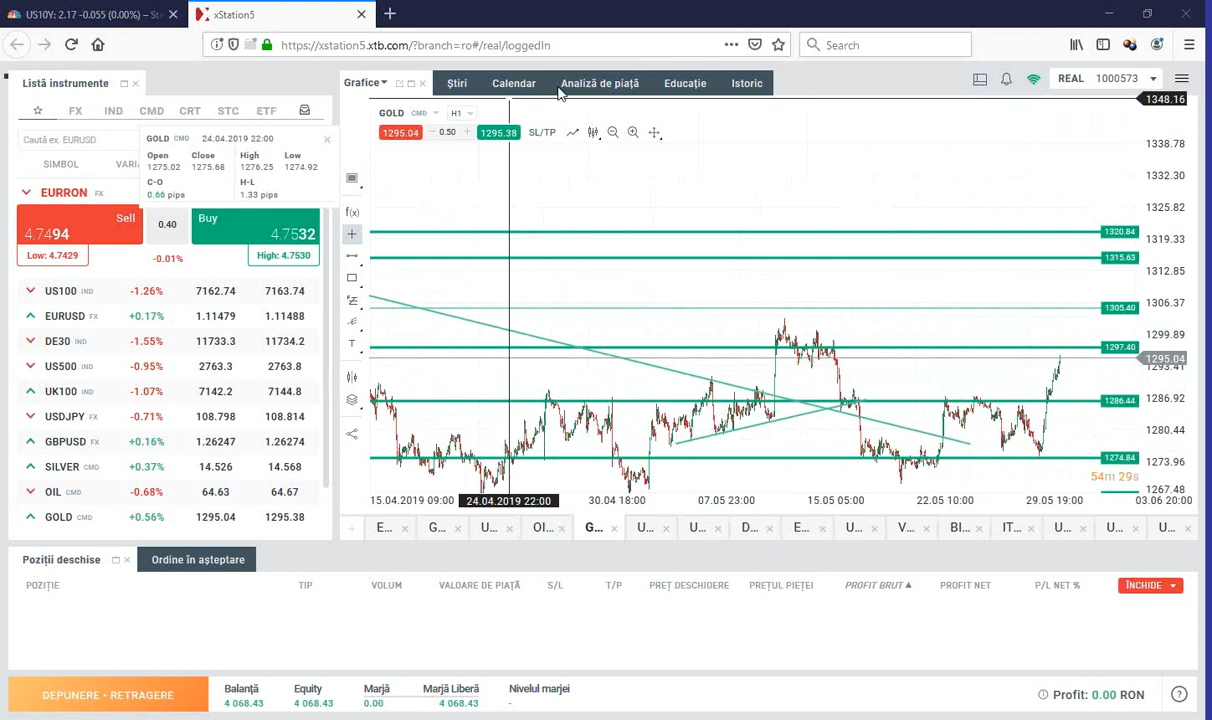 US10Y: 2.17 -0.055 (0.00%) – St
xStation5
https://xstation5.xtb.com/?branch=ro#/real/loggedIn
Search
Listă instrumente
Grafice
Știri
Calendar
Analiză de piață
Educație
Istoric
REAL 1000573
FX IND CMD CRT STC ETF
Caută ex. EURUSD
SIMBOL VARIA
GOLD CMD 24.04.2019 22:00
Open Close High Low
1275.02 1275.68 1276.25 1274.92
C-O H-L
0.66 pips 1.33 pips
EURRON FX
Sell 4.7494
0.40
Buy 4.7532
Low: 4.7429
-0.01%
High: 4.7530
US100 IND -1.26% 7162.74 7163.74
EURUSD FX +0.17% 1.11479 1.11488
DE30 IND -1.55% 11733.3 11734.2
US500 IND -0.95% 2763.3 2763.8
UK100 IND -1.07% 7142.2 7144.8
USDJPY FX -0.71% 108.798 108.814
GBPUSD FX +0.16% 1.26247 1.26274
SILVER CMD +0.37% 14.526 14.568
OIL CMD -0.68% 64.63 64.67
GOLD CMD +0.56% 1295.04 1295.38
GOLD CMD H1
1295.04 0.50 1295.38 SL/TP
f(x)
T
1348.16
1338.78
1332.30
1325.82
1320.84
1319.33
1315.63
1312.85
1306.37
1305.40
1299.89
1297.40
1295.04
1293.41
1286.92
1286.44
1280.44
1274.84
1273.96
54m 29s
1267.48
15.04.2019 09:00 24.04.2019 22:00 30.04 18:00 07.05 23:00 15.05 05:00 22.05 10:00 29.05 19:00 03.06 20:00
E... G... U... OI... G... U... U... D... E... U... V... BI... IT... U... U... U...
Poziții deschise
Ordine în așteptare
POZIȚIE TIP VOLUM VALOARE DE PIAȚĂ S/L T/P PREȚ DESCHIDERE PREȚUL PIEȚEI PROFIT BRUT PROFIT NET P/L NET % ÎNCHIDE
DEPUNERE • RETRAGERE
Balanță Equity Marjă Marjă Liberă Nivelul marjei
4 068.43 4 068.43 0.00 4 068.43 -
Profit: 0.00 RON